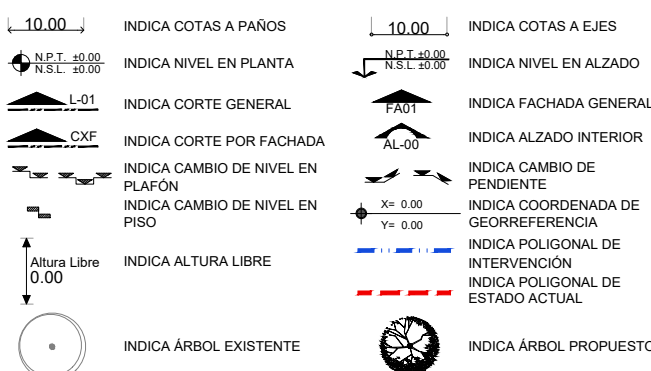 10.00
INDICA COTAS A PAÑOS
N.P.T. ±0.00
N.S.L. ±0.00
INDICA NIVEL EN PLANTA
L-01
INDICA CORTE GENERAL
CXF
INDICA CORTE POR FACHADA
INDICA CAMBIO DE NIVEL EN
PLAFÓN
INDICA CAMBIO DE NIVEL EN
PISO
Altura Libre
0.00
INDICA ALTURA LIBRE
INDICA ÁRBOL EXISTENTE
10.00
INDICA COTAS A EJES
N.P.T. ±0.00
N.S.L. ±0.00
INDICA NIVEL EN ALZADO
FA01
INDICA FACHADA GENERAL
AL-00
INDICA ALZADO INTERIOR
INDICA CAMBIO DE
PENDIENTE
X= 0.00
Y= 0.00
INDICA COORDENADA DE
GEORREFERENCIA
INDICA POLIGONAL DE
INTERVENCIÓN
INDICA POLIGONAL DE
ESTADO ACTUAL
INDICA ÁRBOL PROPUESTO